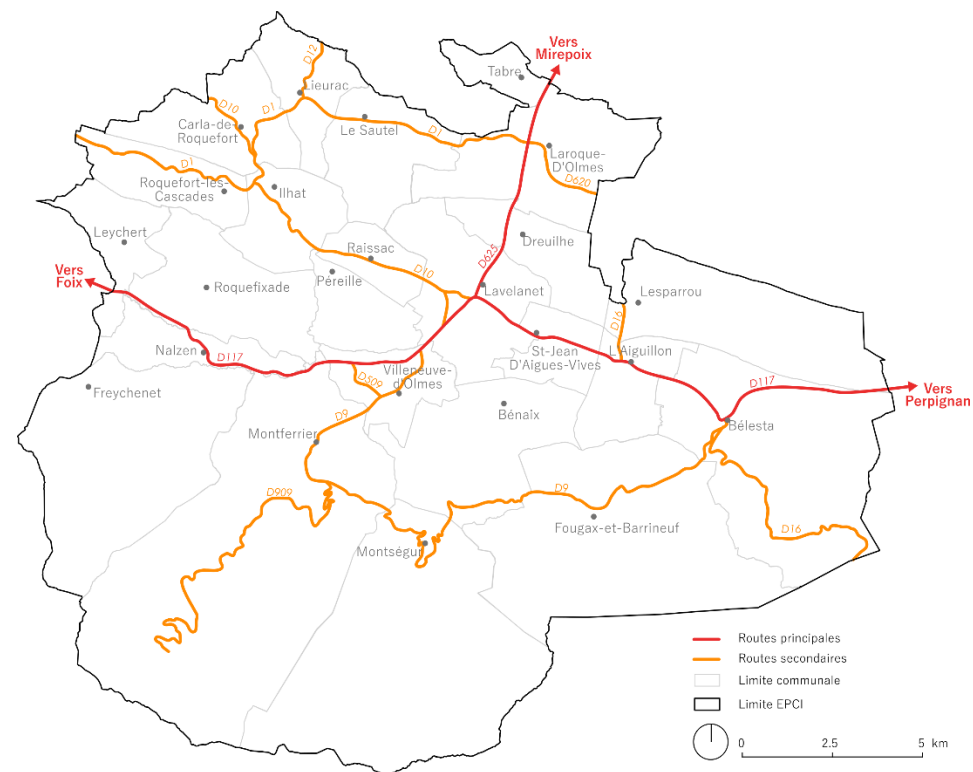 Vers
Mirepoix
D12
Tabre
Lieurac
D10
D1
Carla-de-
Roquefort
Le Sautel
D1
Laroque-
D'Olmes
D1
D620
Roquefort-les-
Cascades
Ilhat
Leychert
Dreuilhe
Raissac
D625
Vers
Foix
Péreille
D10
Roquefixade
Lavelanet
Lesparrou
D16
Nalzen
D117
St-Jean
D'Aigues-Vives
L'Aiguillon
Villeneuve-
d'Olmes
D509
D117
Freychenet
Vers
Perpignan
Bénaix
D9
Bélesta
Montferrier
D909
D9
Fougax-et-Barrineuf
D16
Montségur
Routes principales
Routes secondaires
Limite communale
Limite EPCI
0 2.5 5 km